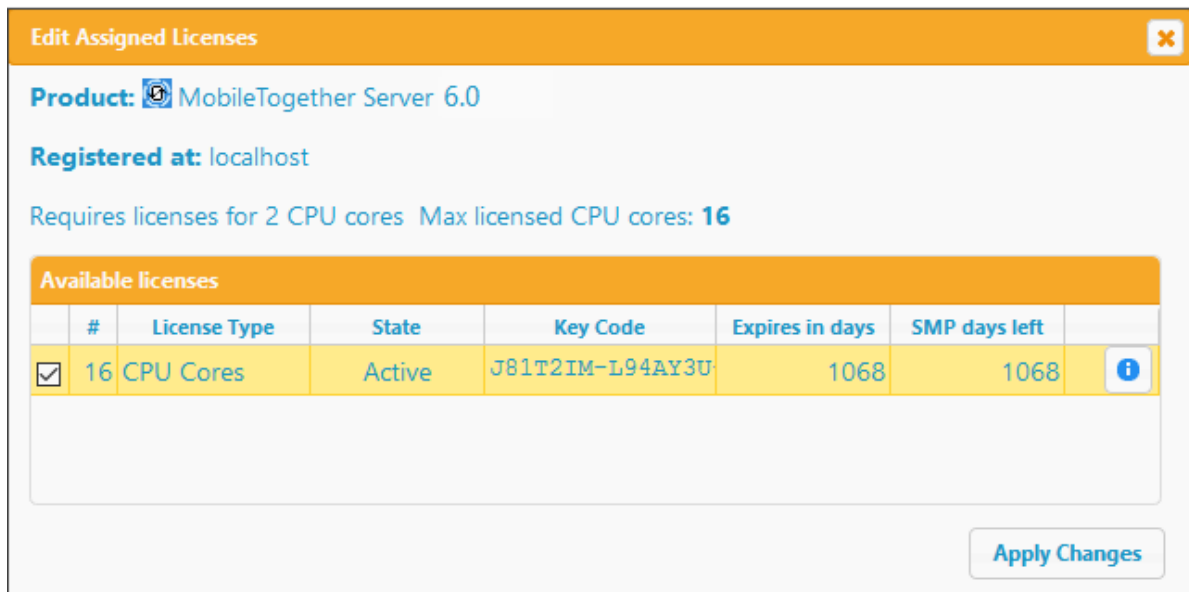 Edit Assigned Licenses
Product: MobileTogether Server 6.0
Registered at: localhost
Requires licenses for 2 CPU cores Max licensed CPU cores: 16
Available licenses
# License Type State Key Code Expires in days SMP days left
16 CPU Cores Active J81T2IM-L94AY3U- 1068 1068
Apply Changes